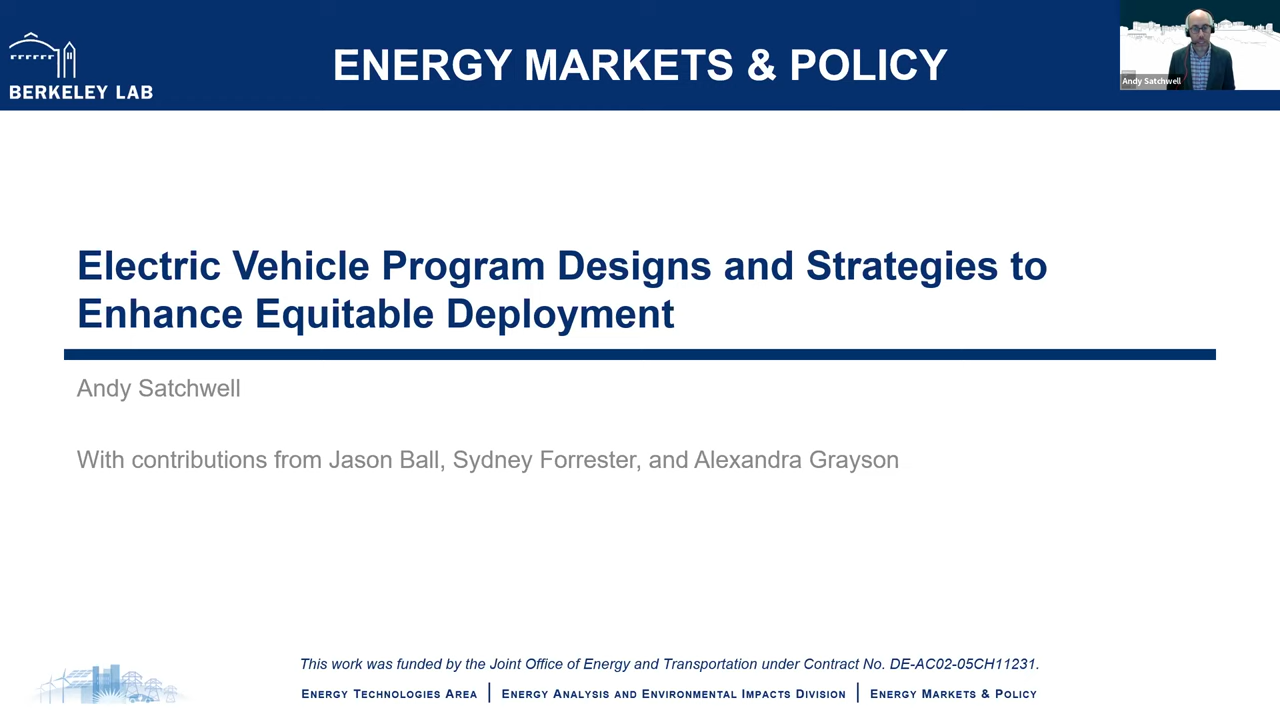 ENERGY MARKETS & POLICY
BERKELEY LAB
Andy Satchwell
Electric Vehicle Program Designs and Strategies to
Enhance Equitable Deployment
Andy Satchwell
With contributions from Jason Ball, Sydney Forrester, and Alexandra Grayson
This work was funded by the Joint Office of Energy and Transportation under Contract No. DE-AC02-05CH11231.
ENERGY TECHNOLOGIES AREA | ENERGY ANALYSIS AND ENVIRONMENTAL IMPACTS DIVISION | ENERGY MARKETS & POLICY